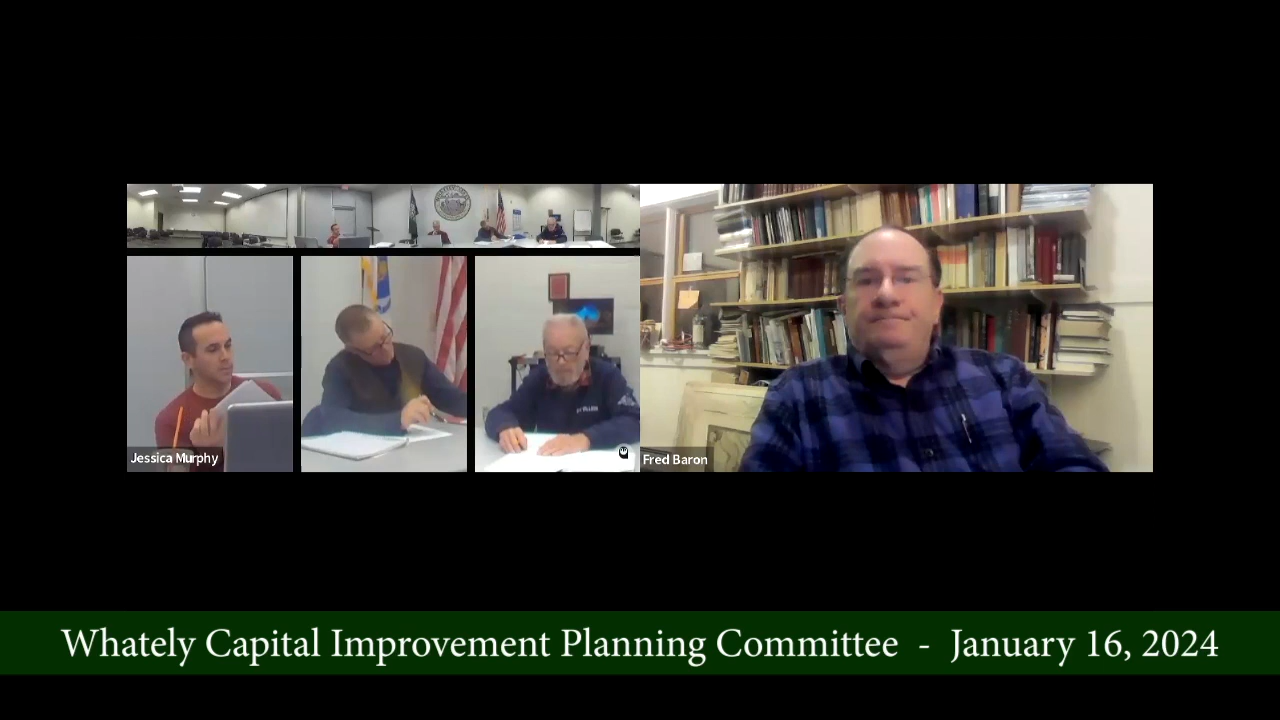 Jessica Murphy
Fred Baron
Whately Capital Improvement Planning Committee - January 16, 2024